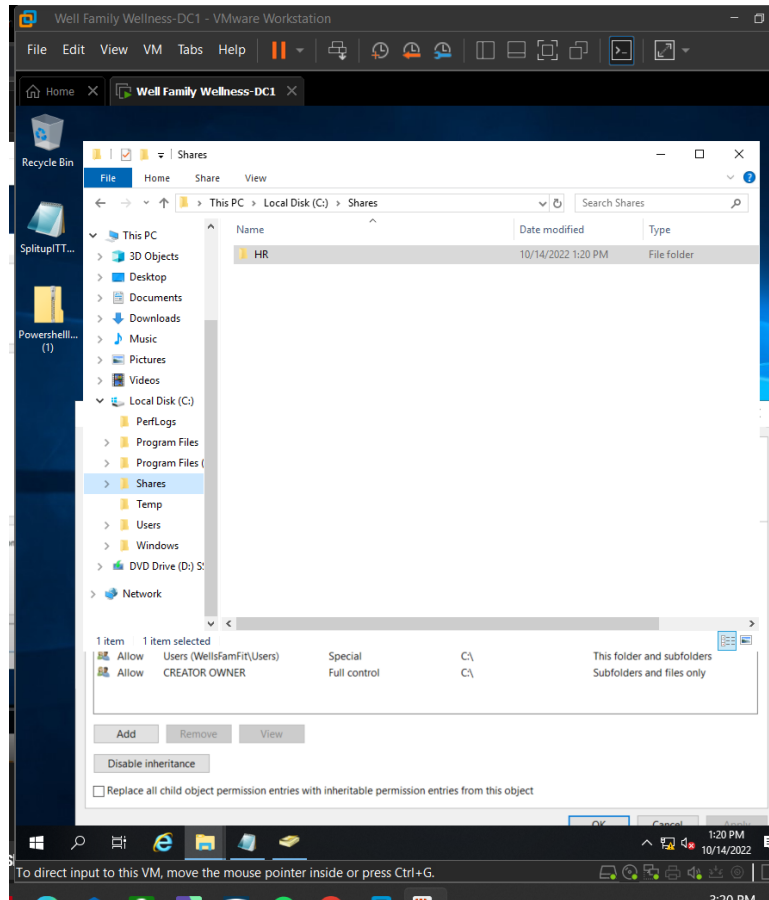 Well Family Wellness-DC1 - VMware Workstation
File Edit View VM Tabs Help
Home
Well Family Wellness-DC1
Recycle Bin
SplitupITT...
Powershelll...
(1)
Shares
File Home Share View
This PC > Local Disk (C:) > Shares
Search Shares
Name Date modified Type
HR 10/14/2022 1:20 PM File folder
This PC
3D Objects
Desktop
Documents
Downloads
Music
Pictures
Videos
Local Disk (C:)
PerfLogs
Program Files
Program Files (
Shares
Temp
Users
Windows
DVD Drive (D:) S
Network
1 item 1 item selected
Allow Users (WellsFamFit\Users) Special C:\ This folder and subfolders
Allow CREATOR OWNER Full control C:\ Subfolders and files only
Add Remove View
Disable inheritance
Replace all child object permission entries with inheritable permission entries from this object
OK Cancel Apply
1:20 PM
10/14/2022
To direct input to this VM, move the mouse pointer inside or press Ctrl+G.
3:20 PM